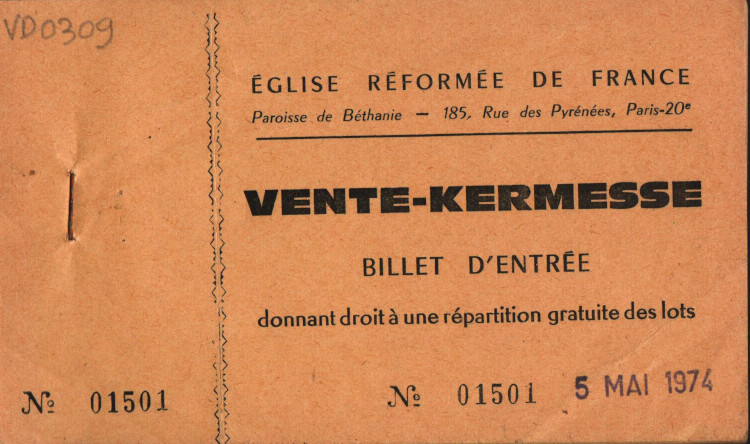 VD0309
ÉGLISE RÉFORMÉE DE FRANCE
Paroisse de Béthanie — 185, Rue des Pyrénées, Paris-20e
VENTE-KERMESSE
BILLET D'ENTRÉE
donnant droit à une répartition gratuite des lots
№ 01501
№ 01501
5 MAI 1974